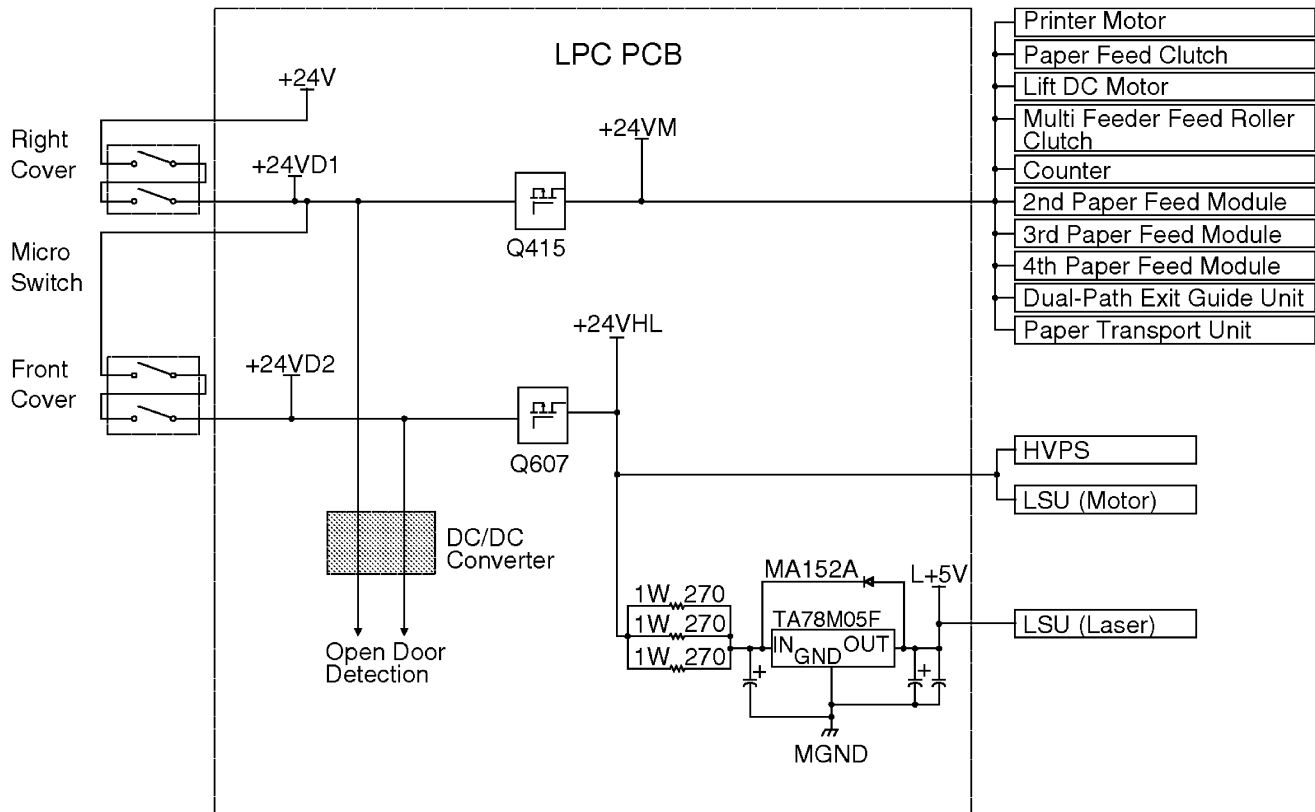 LPC PCB
+24V
Right
Cover
+24VD1
+24VM
Q415
Micro
Switch
Front
Cover
+24VD2
+24VHL
Q607
DC/DC
Converter
Open Door
Detection
1W 270
1W 270
1W 270
MA152A
TA78M05F
IN GND OUT
L+5V
MGND
Printer Motor
Paper Feed Clutch
Lift DC Motor
Multi Feeder Feed Roller
Clutch
Counter
2nd Paper Feed Module
3rd Paper Feed Module
4th Paper Feed Module
Dual-Path Exit Guide Unit
Paper Transport Unit
HVPS
LSU (Motor)
LSU (Laser)
+
+